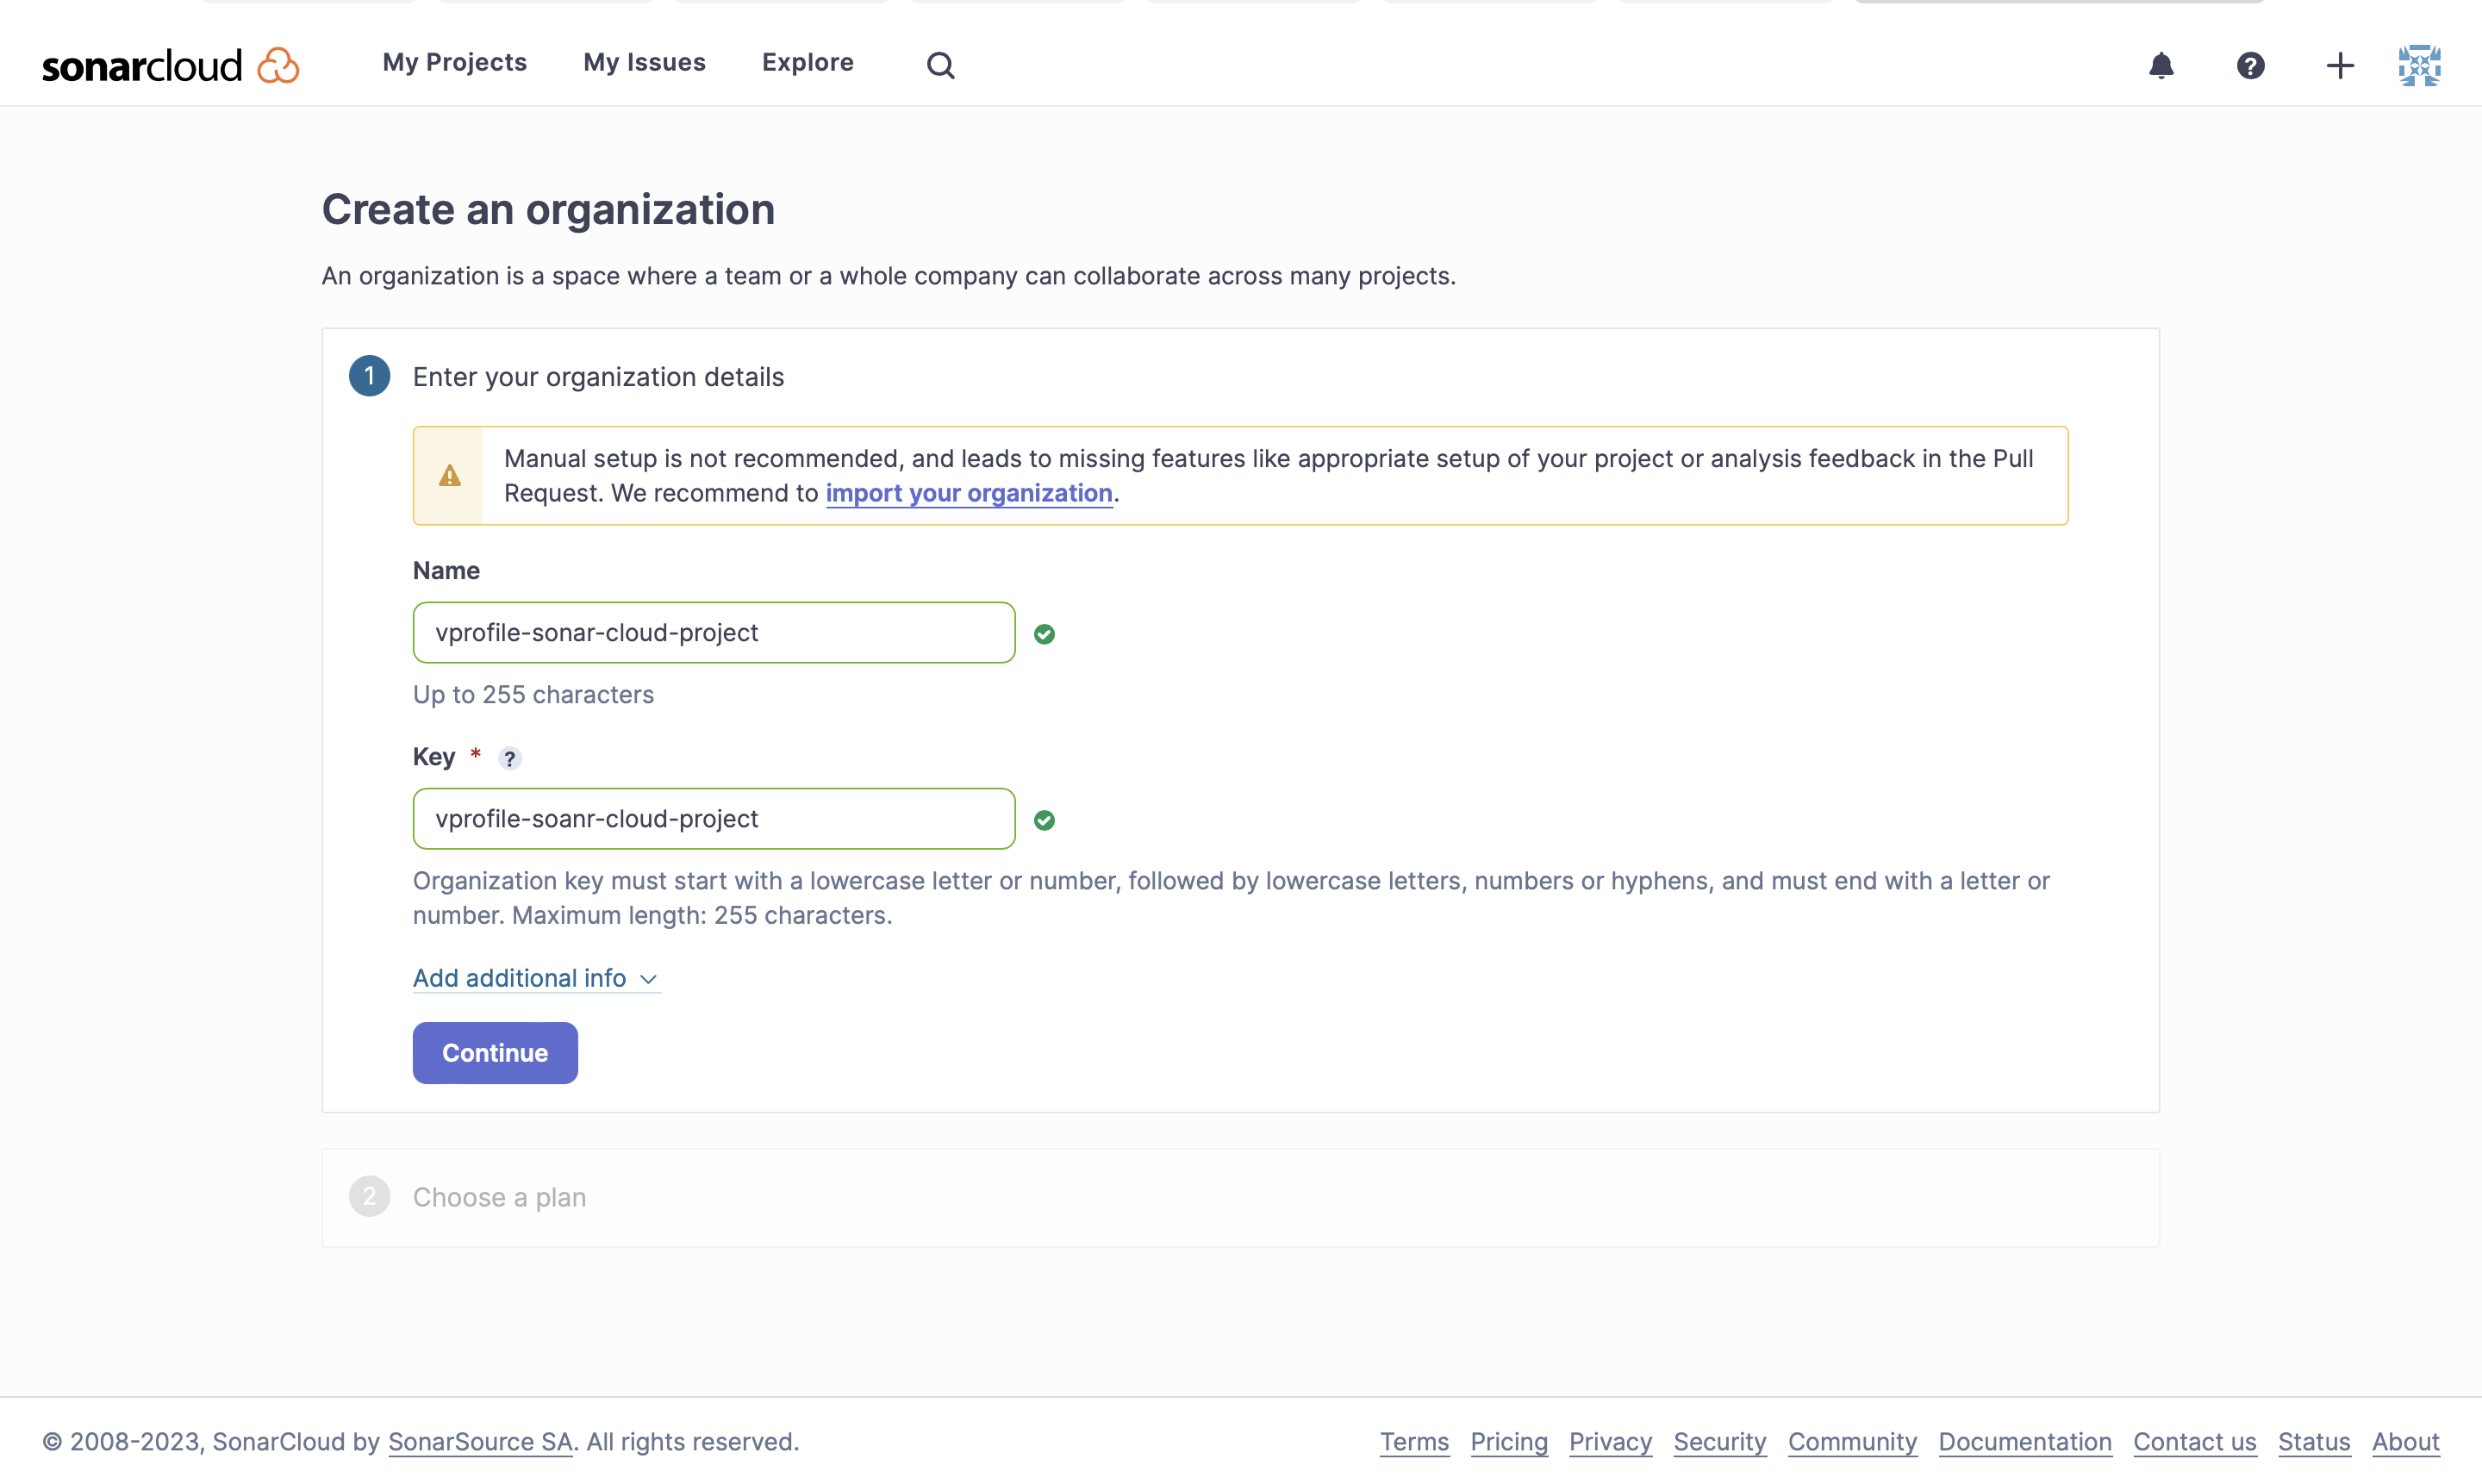 sonarcloud My Projects My Issues Explore ?
Create an organization
An organization is a space where a team or a whole company can collaborate across many projects.
1 Enter your organization details
Manual setup is not recommended, and leads to missing features like appropriate setup of your project or analysis feedback in the Pull
Request. We recommend to import your organization.
Name
vprofile-sonar-cloud-project
Up to 255 characters
Key * ?
vprofile-soanr-cloud-project
Organization key must start with a lowercase letter or number, followed by lowercase letters, numbers or hyphens, and must end with a letter or
number. Maximum length: 255 characters.
Add additional info
Continue
2 Choose a plan
© 2008-2023, SonarCloud by SonarSource SA. All rights reserved. Terms Pricing Privacy Security Community Documentation Contact us Status About